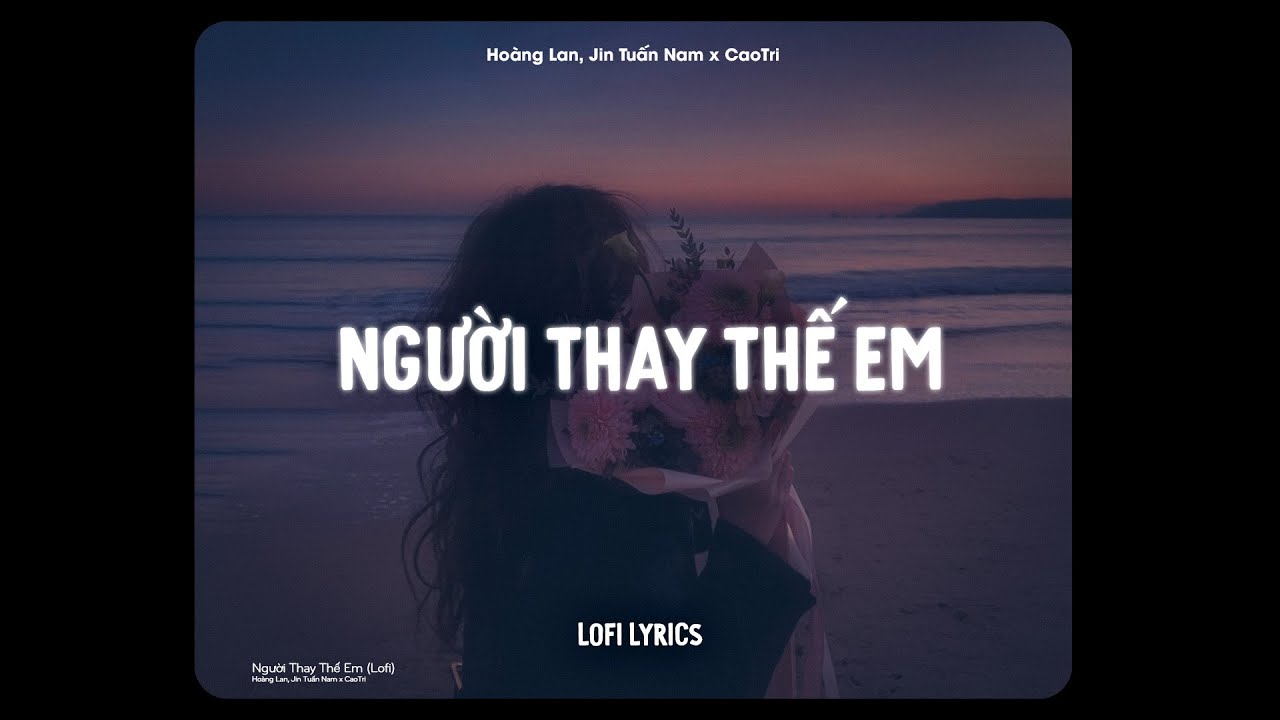 Hoàng Lan, Jin Tuấn Nam x CaoTri
NGƯỜI THAY THẾ EM
LOFI LYRICS
Người Thay Thế Em (Lofi)
Hoàng Lan, Jin Tuấn Nam x CaoTri